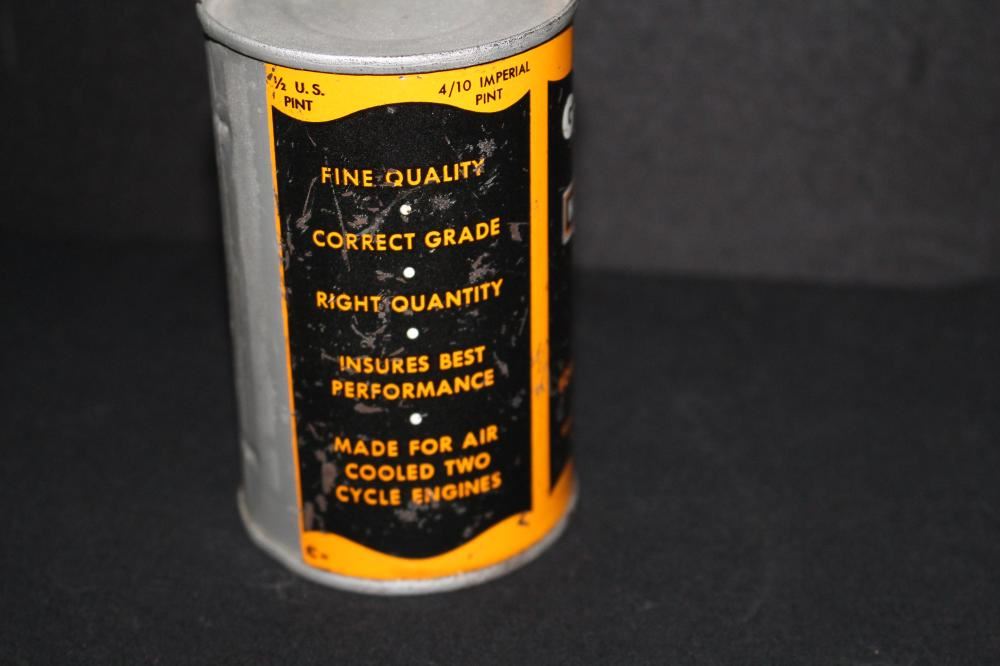 ½ U.S.
PINT
4/10 IMPERIAL
PINT
FINE QUALITY
CORRECT GRADE
RIGHT QUANTITY
INSURES BEST
PERFORMANCE
MADE FOR AIR
COOLED TWO
CYCLE ENGINES